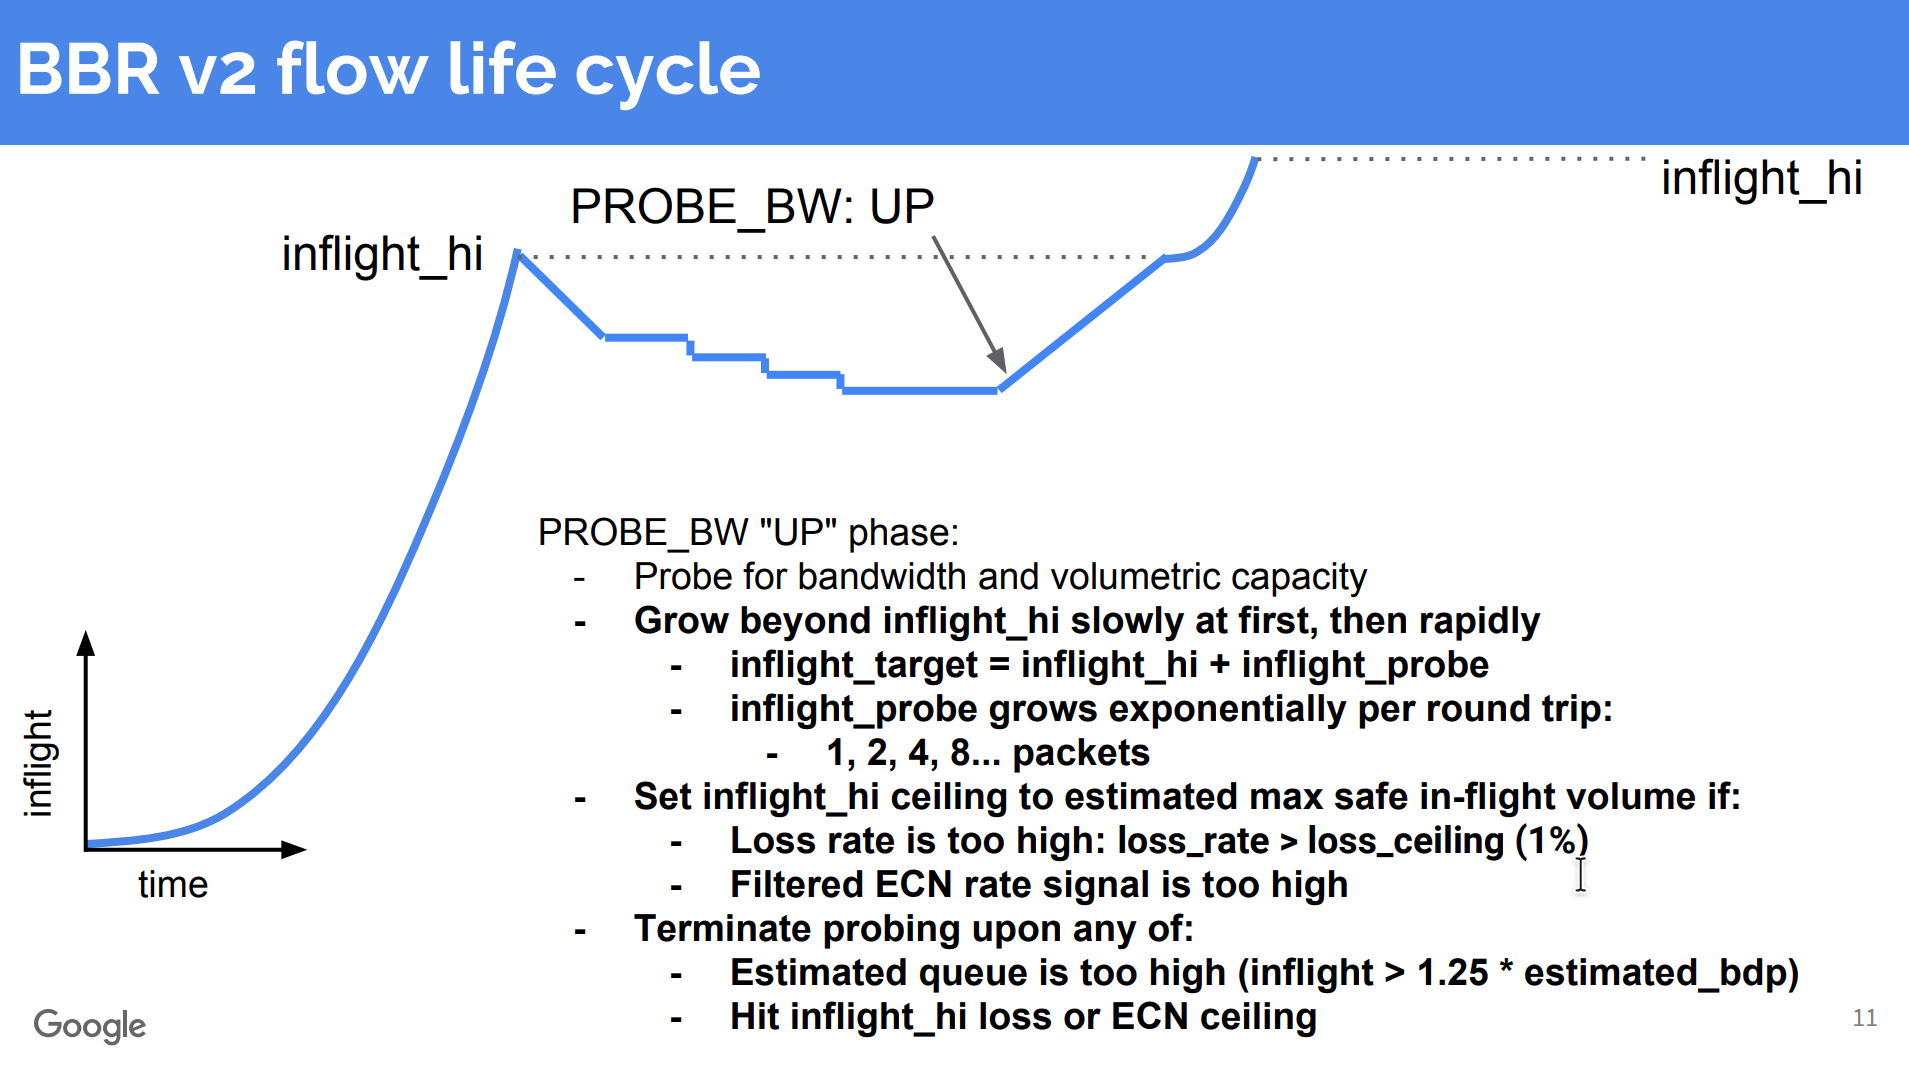 BBR v2 flow life cycle
inflight_hi
PROBE_BW: UP
inflight_hi
inflight
time
PROBE_BW "UP" phase:
- Probe for bandwidth and volumetric capacity
- Grow beyond inflight_hi slowly at first, then rapidly
- inflight_target = inflight_hi + inflight_probe
- inflight_probe grows exponentially per round trip:
- 1, 2, 4, 8... packets
- Set inflight_hi ceiling to estimated max safe in-flight volume if:
- Loss rate is too high: loss_rate > loss_ceiling (1%)
- Filtered ECN rate signal is too high
- Terminate probing upon any of:
- Estimated queue is too high (inflight > 1.25 * estimated_bdp)
- Hit inflight_hi loss or ECN ceiling
Google
11